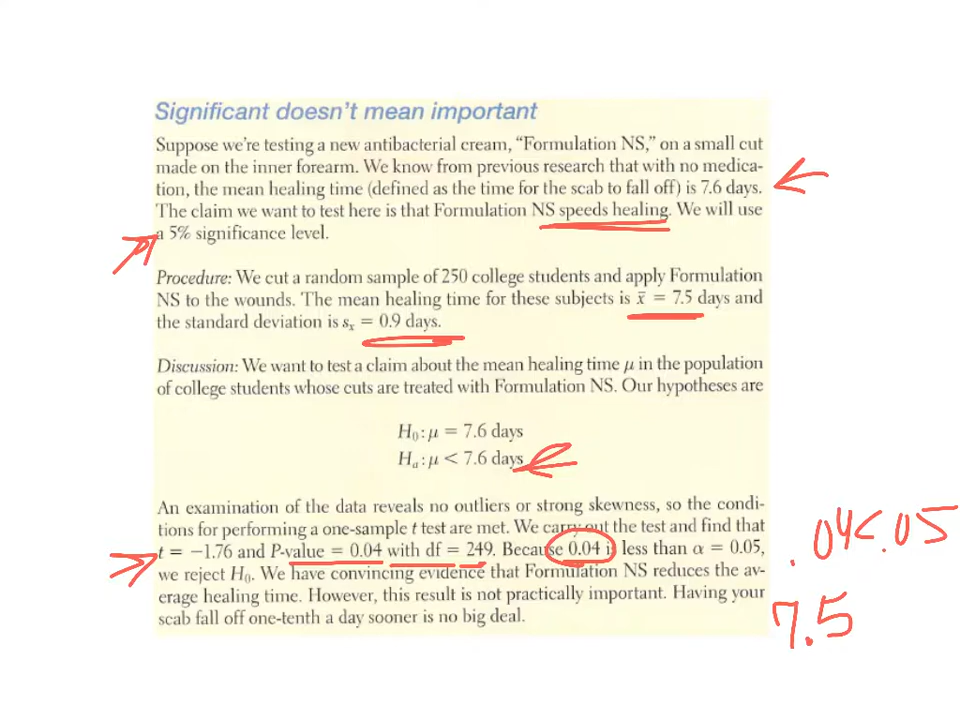 Significant doesn't mean important
Suppose we're testing a new antibacterial cream, “Formulation NS,” on a small cut
made on the inner forearm. We know from previous research that with no medica-
tion, the mean healing time (defined as the time for the scab to fall off) is 7.6 days.
The claim we want to test here is that Formulation NS speeds healing. We will use
a 5% significance level.
Procedure: We cut a random sample of 250 college students and apply Formulation
NS to the wounds. The mean healing time for these subjects is x̄ = 7.5 days and
the standard deviation is sₓ = 0.9 days.
Discussion: We want to test a claim about the mean healing time μ in the population
of college students whose cuts are treated with Formulation NS. Our hypotheses are
H₀: μ = 7.6 days
Hₐ: μ < 7.6 days
An examination of the data reveals no outliers or strong skewness, so the condi-
tions for performing a one-sample t test are met. We carry out the test and find that
t = −1.76 and P-value = 0.04 with df = 249. Because 0.04 is less than α = 0.05,
we reject H₀. We have convincing evidence that Formulation NS reduces the av-
erage healing time. However, this result is not practically important. Having your
scab fall off one-tenth a day sooner is no big deal.
.04<.05
7.5